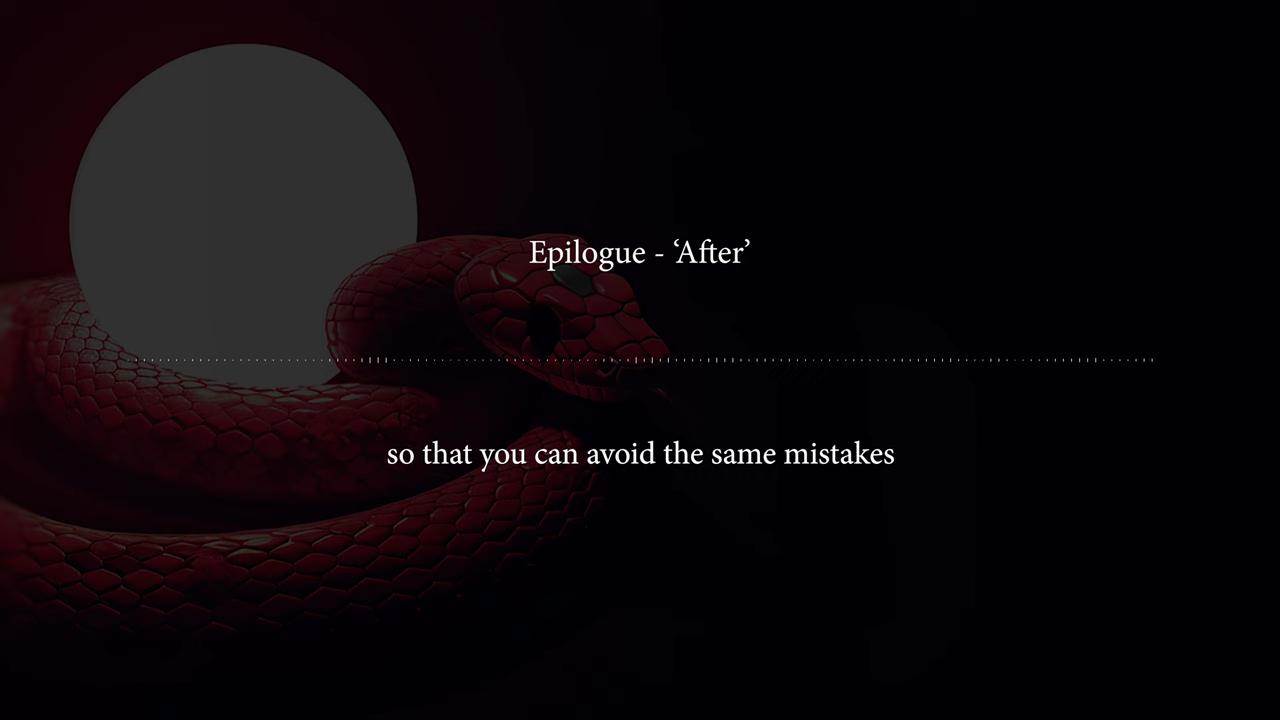 Epilogue - ‘After’
so that you can avoid the same mistakes